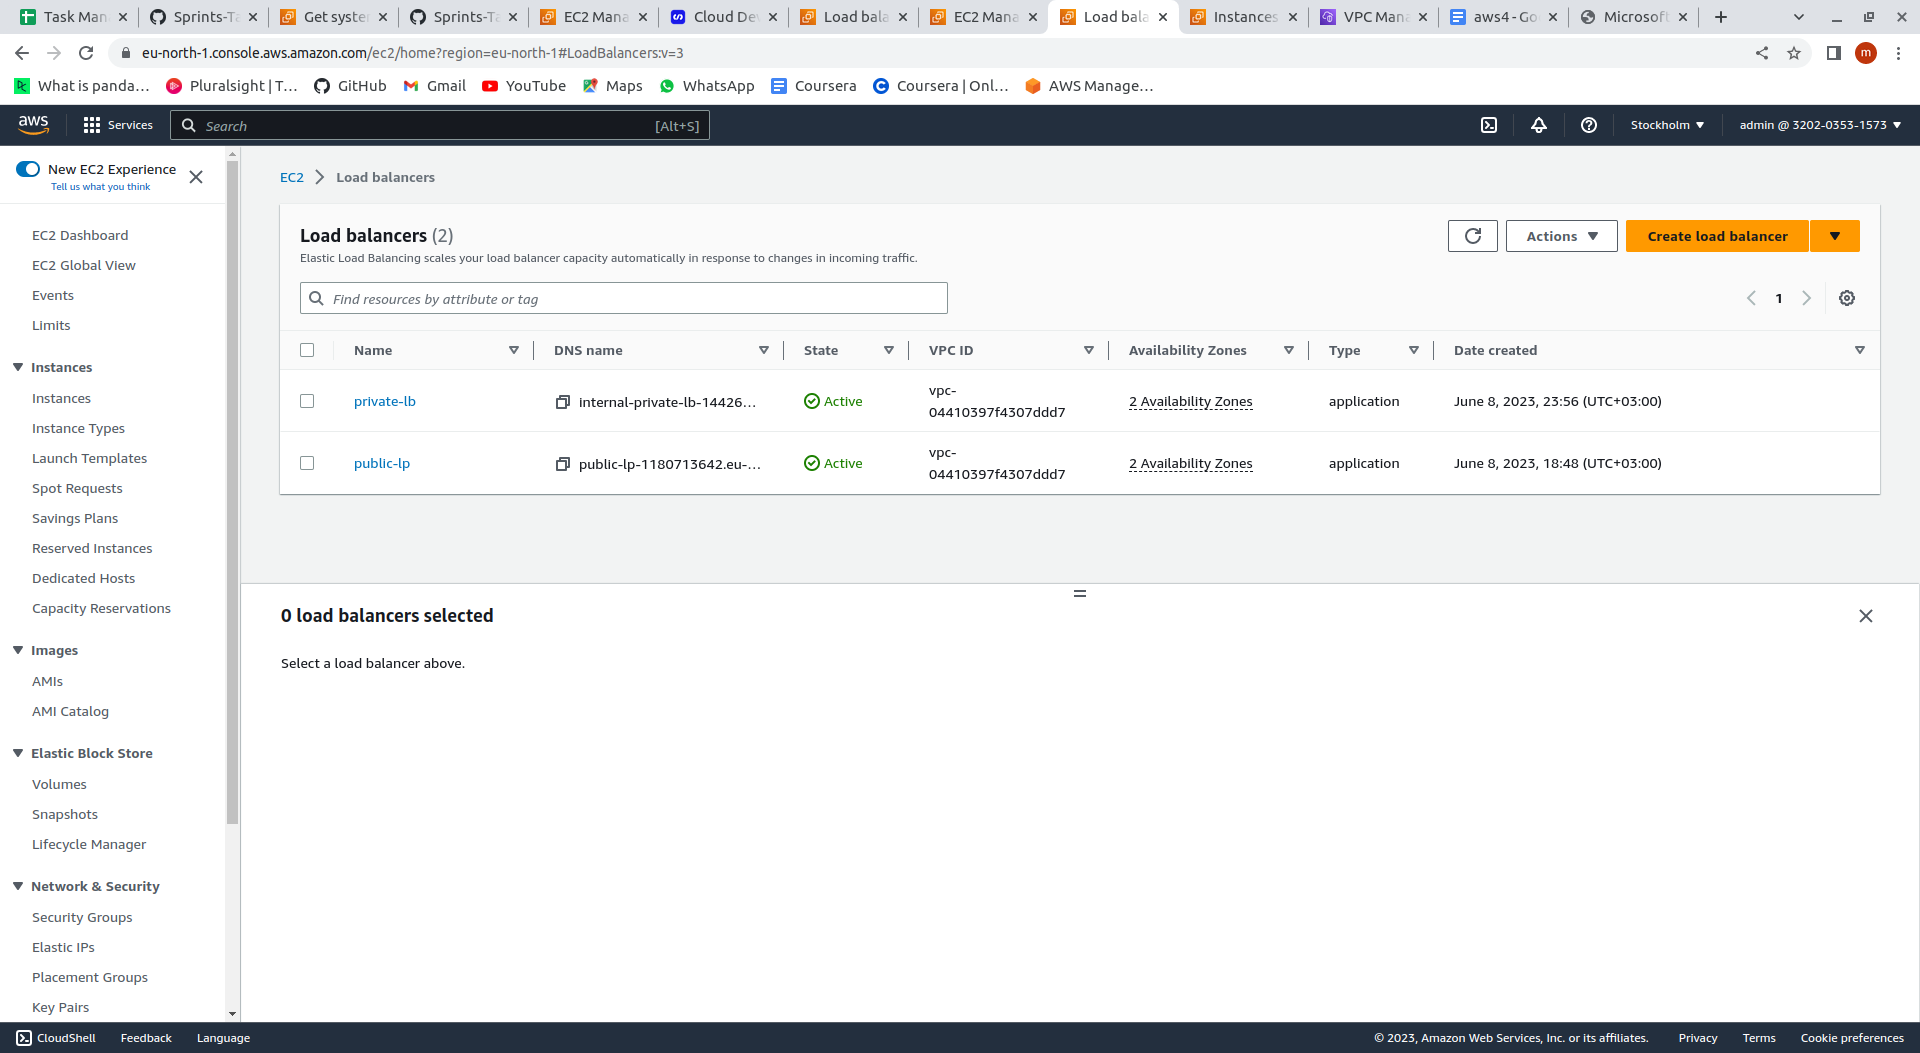 Task Man
Sprints-Ta
Get syster
Sprints-Ta
EC2 Mana
Cloud Dev
Load bala
EC2 Mana
Load bala
Instances
VPC Mana
aws4 - Go
Microsoft
eu-north-1.console.aws.amazon.com/ec2/home?region=eu-north-1#LoadBalancers:v=3
m
What is panda...
Pluralsight | T...
GitHub
Gmail
YouTube
Maps
WhatsApp
Coursera
Coursera | Onl...
AWS Manage...
aws
Services
Search
[Alt+S]
Stockholm
admin @ 3202-0353-1573
New EC2 Experience
Tell us what you think
EC2 Dashboard
EC2 Global View
Events
Limits
Instances
Instances
Instance Types
Launch Templates
Spot Requests
Savings Plans
Reserved Instances
Dedicated Hosts
Capacity Reservations
Images
AMIs
AMI Catalog
Elastic Block Store
Volumes
Snapshots
Lifecycle Manager
Network & Security
Security Groups
Elastic IPs
Placement Groups
Key Pairs
EC2
Load balancers
Load balancers (2)
Elastic Load Balancing scales your load balancer capacity automatically in response to changes in incoming traffic.
Actions
Create load balancer
Find resources by attribute or tag
1
Name
DNS name
State
VPC ID
Availability Zones
Type
Date created
private-lb
internal-private-lb-14426...
Active
vpc-
04410397f4307ddd7
2 Availability Zones
application
June 8, 2023, 23:56 (UTC+03:00)
public-lp
public-lp-1180713642.eu-...
Active
vpc-
04410397f4307ddd7
2 Availability Zones
application
June 8, 2023, 18:48 (UTC+03:00)
0 load balancers selected
Select a load balancer above.
CloudShell
Feedback
Language
© 2023, Amazon Web Services, Inc. or its affiliates.
Privacy
Terms
Cookie preferences